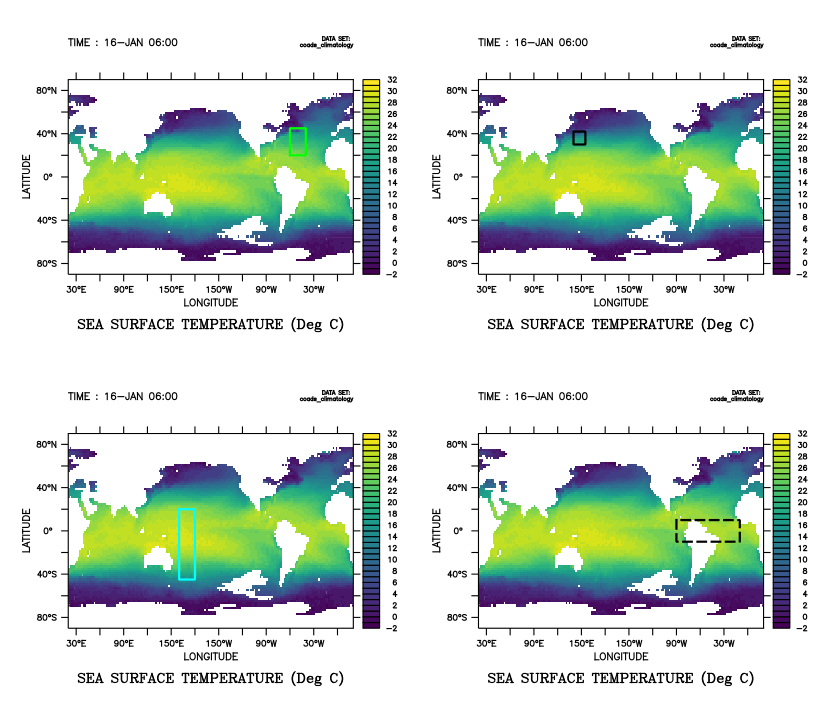 TIME : 16-JAN 06:00
DATA SET:
coads_climatology
80°N
40°N
0°
40°S
80°S
LATITUDE
30°E 90°E 150°E 150°W 90°W 30°W
LONGITUDE
32
30
28
26
24
22
20
18
16
14
12
10
8
6
4
2
0
-2
SEA SURFACE TEMPERATURE (Deg C)
TIME : 16-JAN 06:00
DATA SET:
coads_climatology
80°N
40°N
0°
40°S
80°S
LATITUDE
30°E 90°E 150°E 150°W 90°W 30°W
LONGITUDE
32
30
28
26
24
22
20
18
16
14
12
10
8
6
4
2
0
-2
SEA SURFACE TEMPERATURE (Deg C)
TIME : 16-JAN 06:00
DATA SET:
coads_climatology
80°N
40°N
0°
40°S
80°S
LATITUDE
30°E 90°E 150°E 150°W 90°W 30°W
LONGITUDE
32
30
28
26
24
22
20
18
16
14
12
10
8
6
4
2
0
-2
SEA SURFACE TEMPERATURE (Deg C)
TIME : 16-JAN 06:00
DATA SET:
coads_climatology
80°N
40°N
0°
40°S
80°S
LATITUDE
30°E 90°E 150°E 150°W 90°W 30°W
LONGITUDE
32
30
28
26
24
22
20
18
16
14
12
10
8
6
4
2
0
-2
SEA SURFACE TEMPERATURE (Deg C)